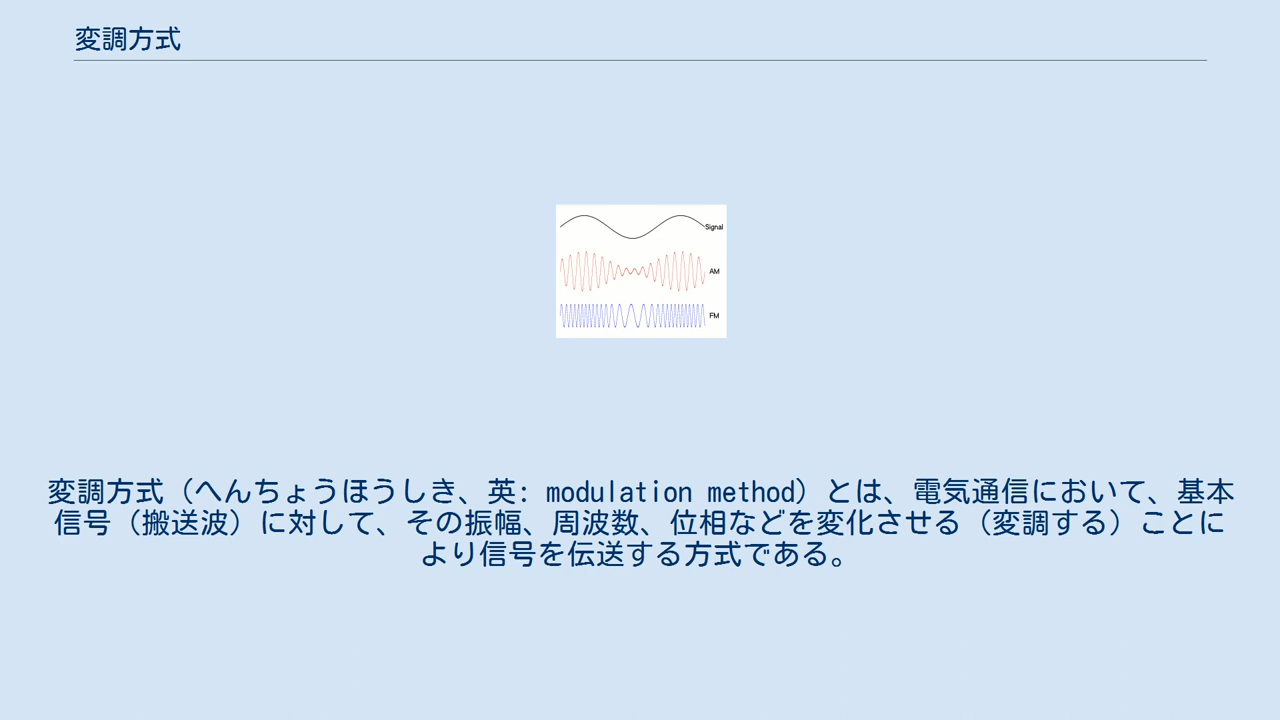 変調方式
Signal
AM
FM
変調方式（へんちょうほうしき、英: modulation method）とは、電気通信において、基本
信号（搬送波）に対して、その振幅、周波数、位相などを変化させる（変調する）ことに
より信号を伝送する方式である。